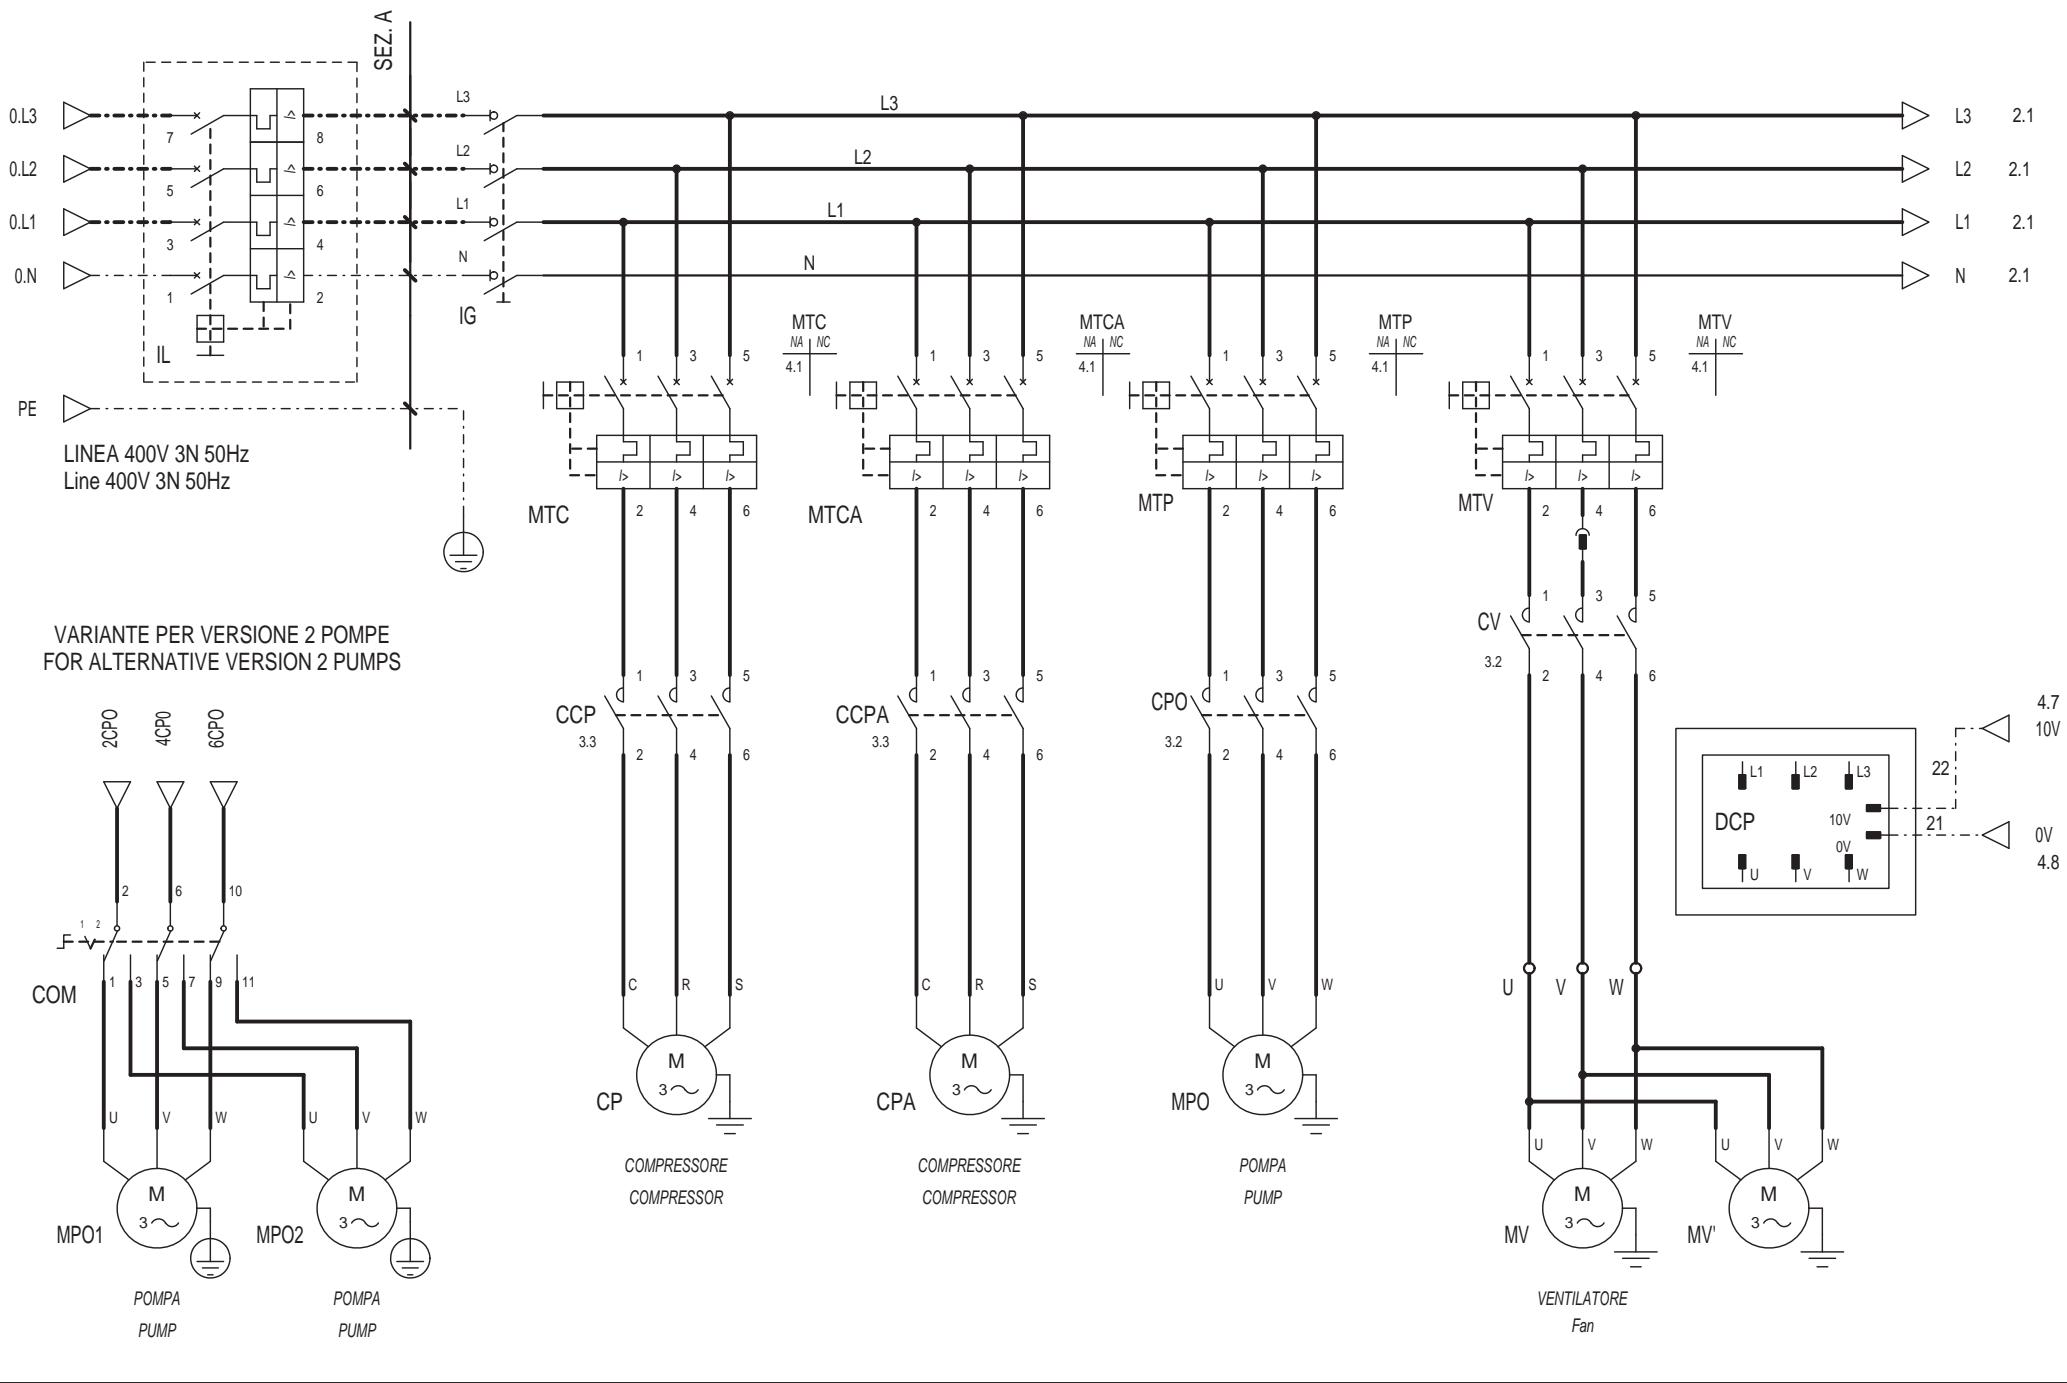 SEZ. A
0.L3
7
8
L3
L3
L3 2.1
0.L2
5
6
L2
L2
L2 2.1
0.L1
3
4
L1
L1
L1 2.1
0.N
1
2
N
N
N 2.1
IL
IG
PE
LINEA 400V 3N 50Hz
Line 400V 3N 50Hz
MTC
NA NC
4.1
MTCA
NA NC
4.1
MTP
NA NC
4.1
MTV
NA NC
4.1
1 3 5
1 3 5
1 3 5
1 3 5
I> I> I>
I> I> I>
I> I> I>
I> I> I>
MTC
2 4 6
MTCA
2 4 6
MTP
2 4 6
MTV
2 4 6
1 3 5
CV
3.2
2 4 6
VARIANTE PER VERSIONE 2 POMPE
FOR ALTERNATIVE VERSION 2 PUMPS
1 3 5
CCP
3.3
2 4 6
1 3 5
CCPA
3.3
2 4 6
1 3 5
CPO
3.2
2 4 6
2CPO
4CP0
6CPO
2 6 10
1 2
COM
1 3 5 7 9 11
4.7
10V
22
L1 L2 L3
DCP
10V
0V
21
0V
4.8
U V W
C R S
C R S
U V W
U V W
M
3
CP
COMPRESSORE
COMPRESSOR
M
3
CPA
COMPRESSORE
COMPRESSOR
M
3
MPO
POMPA
PUMP
U V W
U V W
M
3
MPO1
POMPA
PUMP
M
3
MPO2
POMPA
PUMP
U V W
U V W
M
3
MV
M
3
MV'
VENTILATORE
Fan